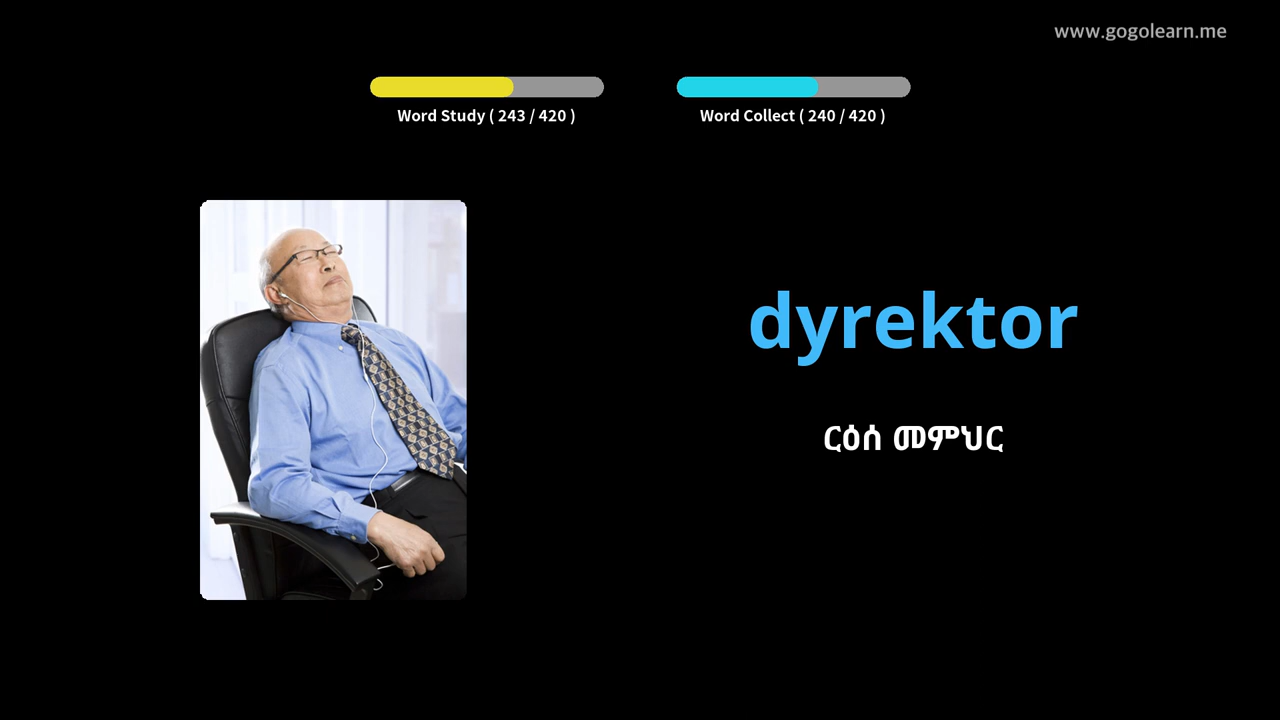 www.gogolearn.me
Word Study ( 243 / 420 )
Word Collect ( 240 / 420 )
dyrektor
ርዕሰ መምህር